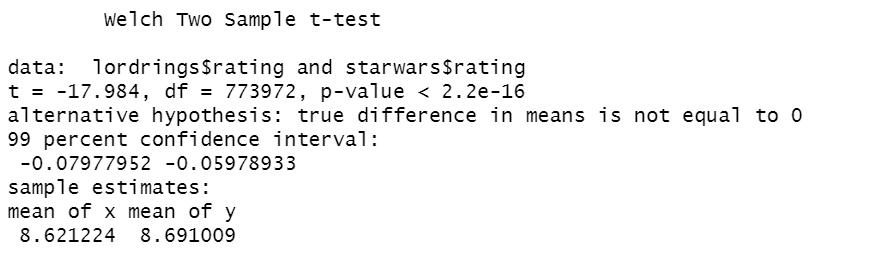 Welch Two Sample t-test
data:  lordrings$rating and starwars$rating
t = -17.984, df = 773972, p-value < 2.2e-16
alternative hypothesis: true difference in means is not equal to 0
99 percent confidence interval:
 -0.07977952 -0.05978933
sample estimates:
mean of x mean of y
 8.621224  8.691009